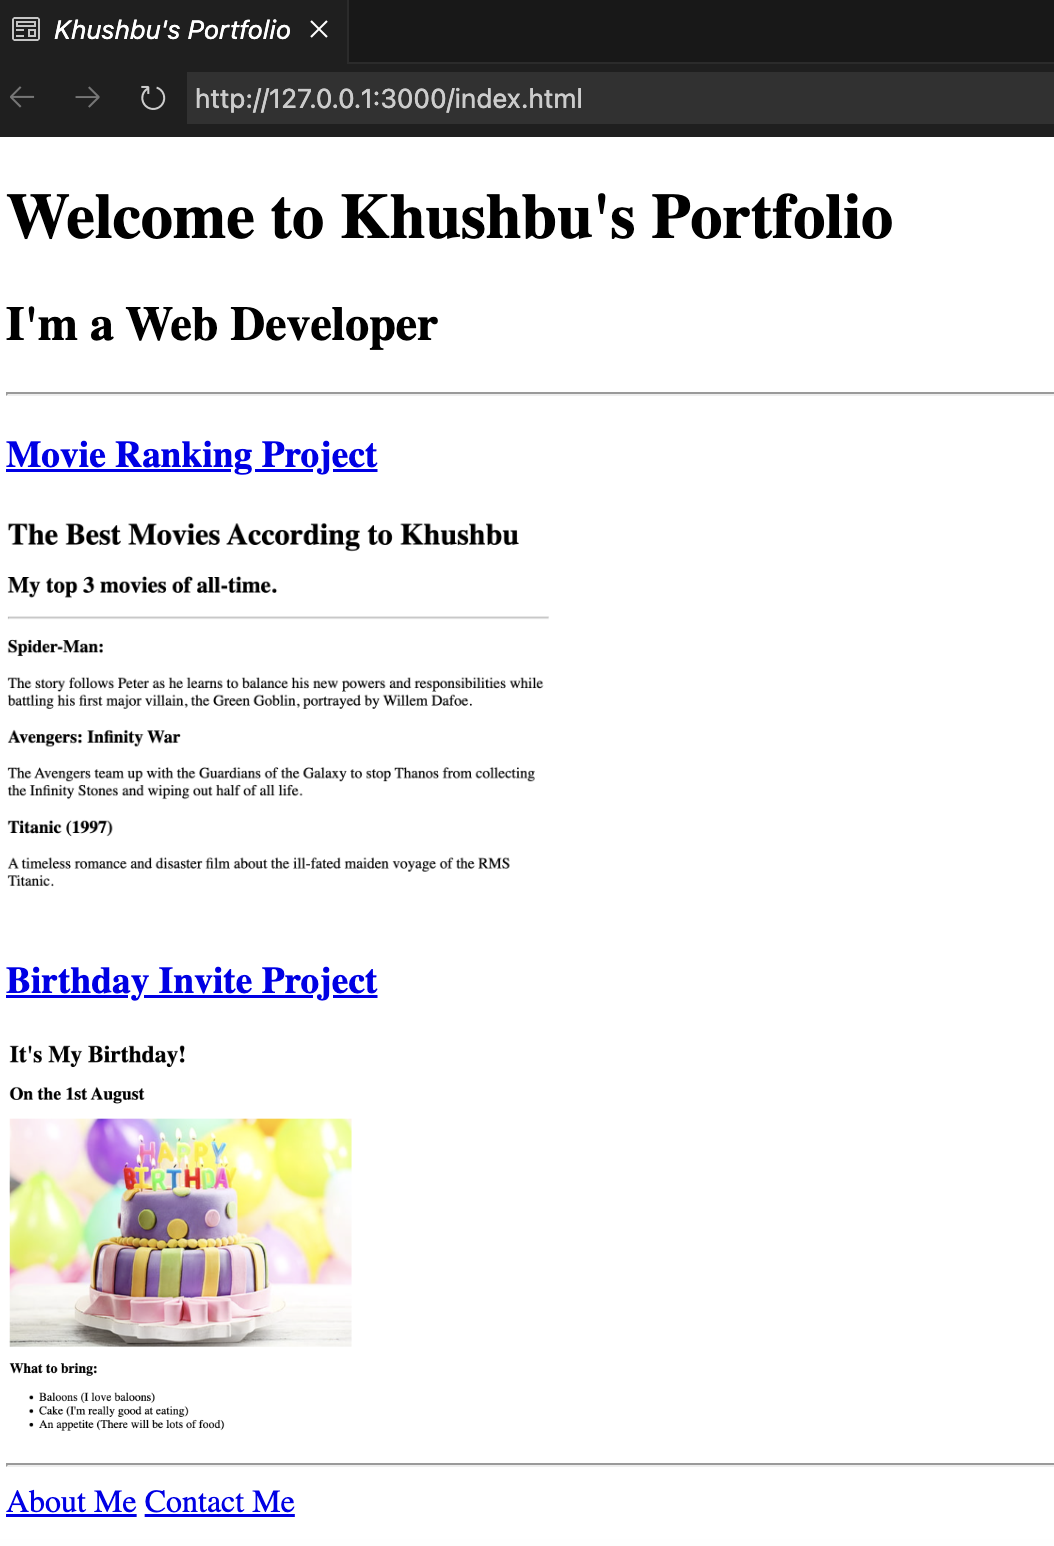 Khushbu's Portfolio
http://127.0.0.1:3000/index.html
Welcome to Khushbu's Portfolio
I'm a Web Developer
Movie Ranking Project
The Best Movies According to Khushbu
My top 3 movies of all-time.
Spider-Man:
The story follows Peter as he learns to balance his new powers and responsibilities while
battling his first major villain, the Green Goblin, portrayed by Willem Dafoe.
Avengers: Infinity War
The Avengers team up with the Guardians of the Galaxy to stop Thanos from collecting
the Infinity Stones and wiping out half of all life.
Titanic (1997)
A timeless romance and disaster film about the ill-fated maiden voyage of the RMS
Titanic.
Birthday Invite Project
It's My Birthday!
On the 1st August
HAPPY
BIRTHDAY
What to bring:
• Baloons (I love baloons)
• Cake (I'm really good at eating)
• An appetite (There will be lots of food)
About Me Contact Me